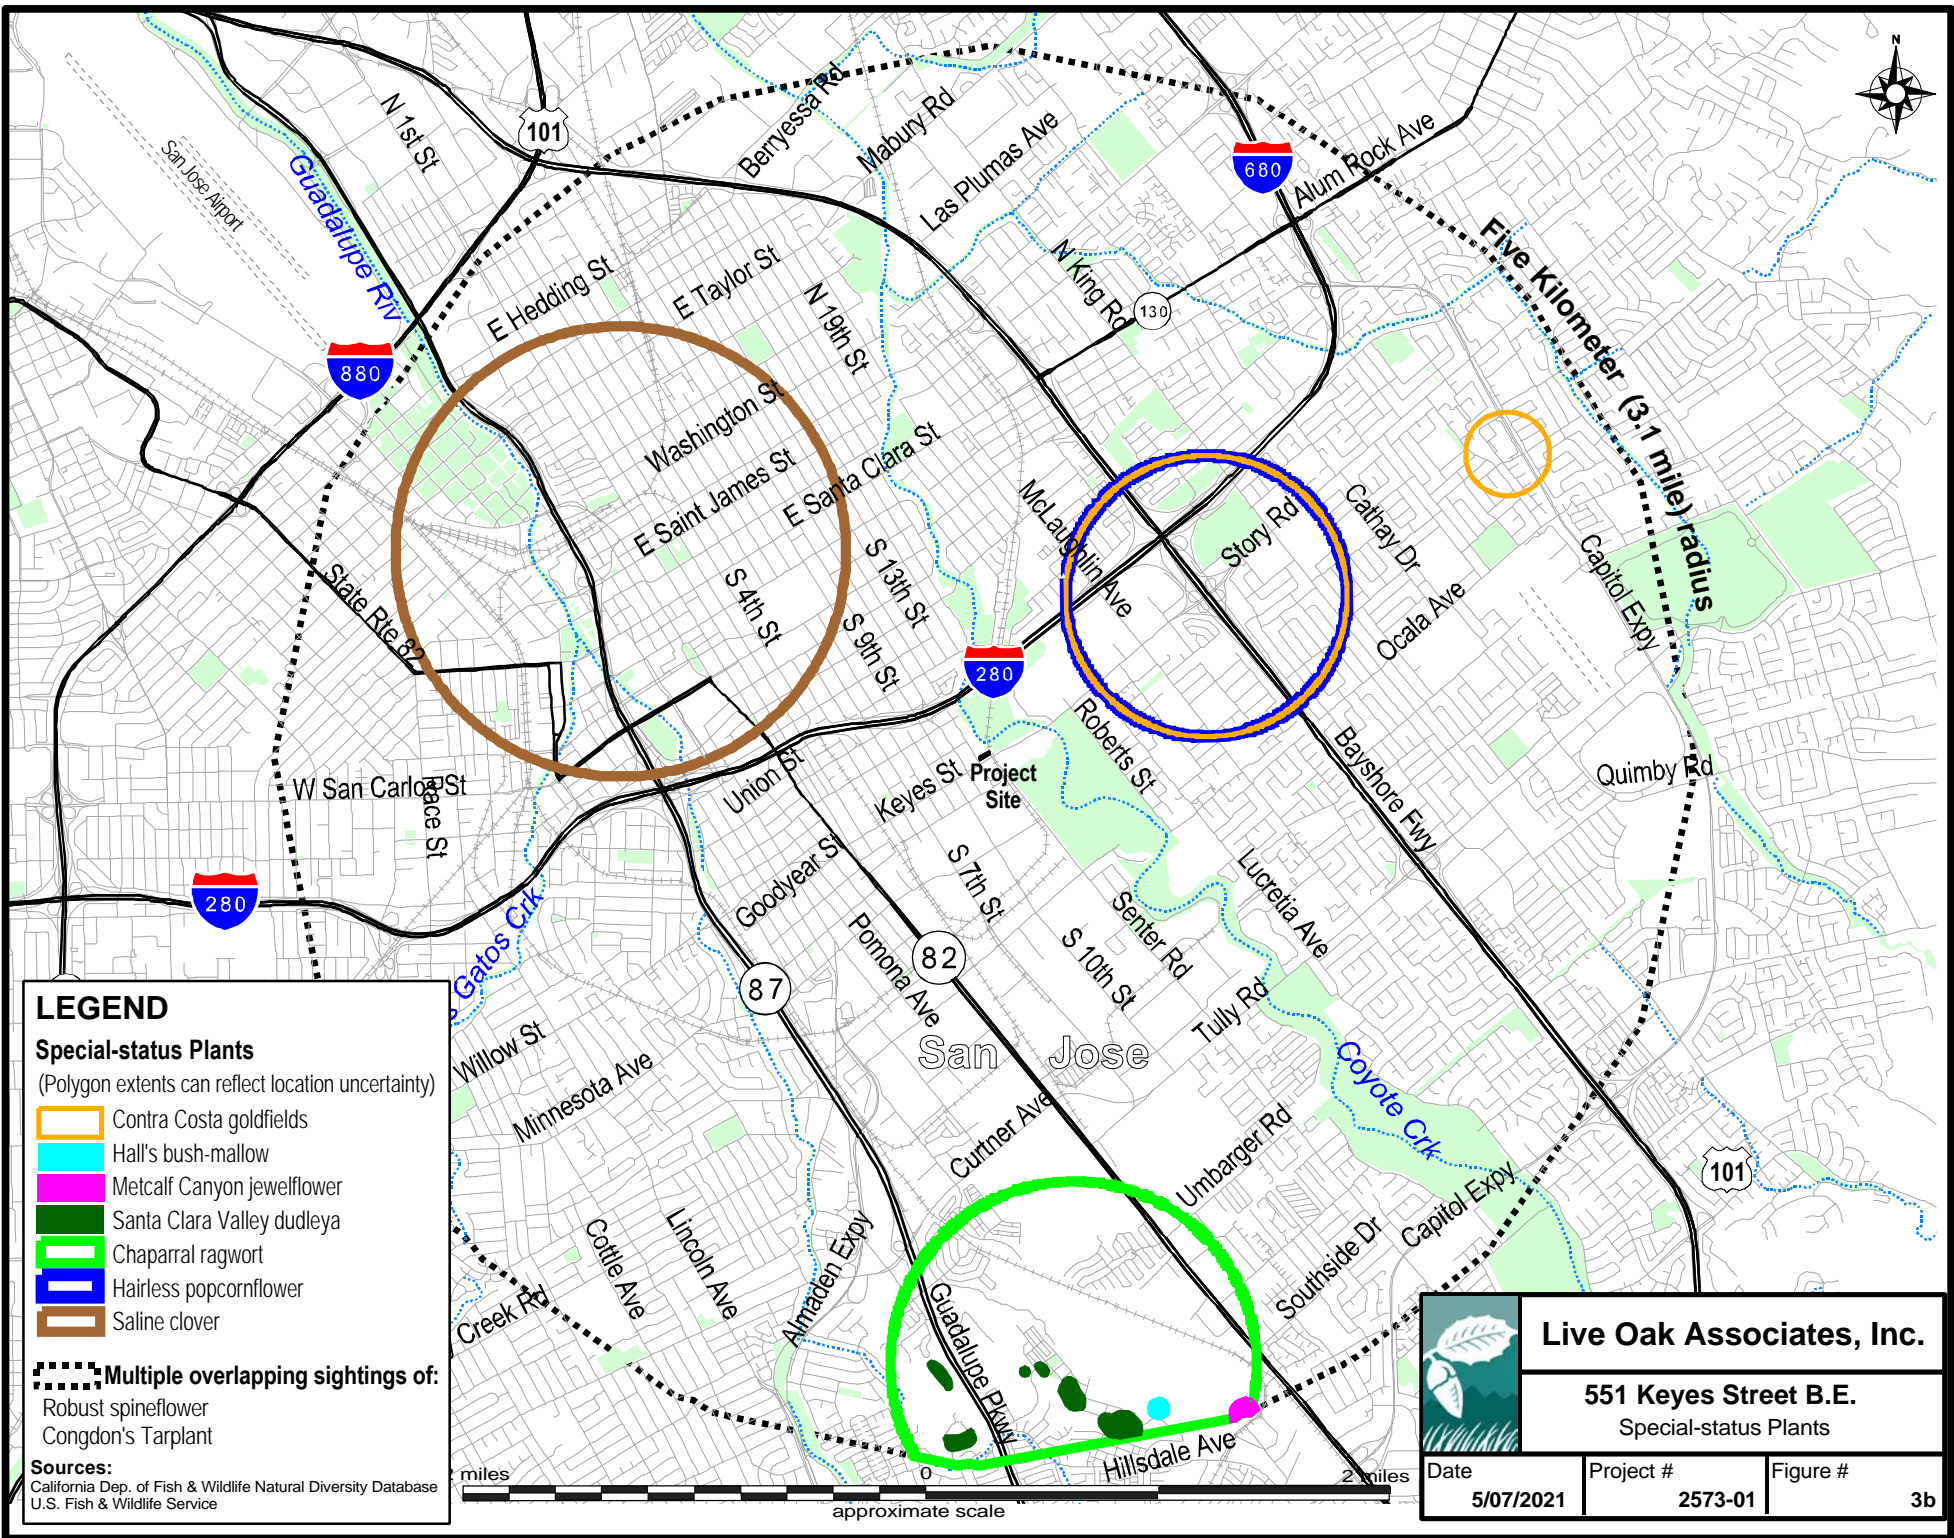 N
101
N 1st St
San Jose Airport
Guadalupe Riv
Berryessa Rd
Mabury Rd
Las Plumas Ave
680
Alum Rock Ave
Five Kilometer (3.1 mile) radius
E Hedding St
E Taylor St
N 19th St
N King Rd
130
880
Washington St
E Saint James St
E Santa Clara St
McLaughlin Ave
Story Rd
Cathay Dr
Capitol Expy
Ocala Ave
State Rte 82
S 4th St
S 13th St
S 9th St
280
Roberts St
W San Carlos St
Race St
Union St
Keyes St
Project
Site
Bayshore Fwy
Quimby Rd
280
Goodyear St
S 7th St
Lucretia Ave
Senter Rd
Pomona Ave
82
87
S 10th St
Tully Rd
Gatos Crk
Willow St
Minnesota Ave
San Jose
Coyote Crk
Curtner Ave
Umbarger Rd
Capitol Expy
101
Southside Dr
Cottle Ave
Lincoln Ave
Almaden Expy
Creek Rd
Guadalupe Pkwy
Hillsdale Ave
LEGEND
Special-status Plants
(Polygon extents can reflect location uncertainty)
Contra Costa goldfields
Hall's bush-mallow
Metcalf Canyon jewelflower
Santa Clara Valley dudleya
Chaparral ragwort
Hairless popcornflower
Saline clover
Multiple overlapping sightings of:
Robust spineflower
Congdon's Tarplant
Sources:
California Dep. of Fish & Wildlife Natural Diversity Database
U.S. Fish & Wildlife Service
miles 0 2 miles
approximate scale
Live Oak Associates, Inc.
551 Keyes Street B.E.
Special-status Plants
Date Project # Figure #
5/07/2021 2573-01 3b